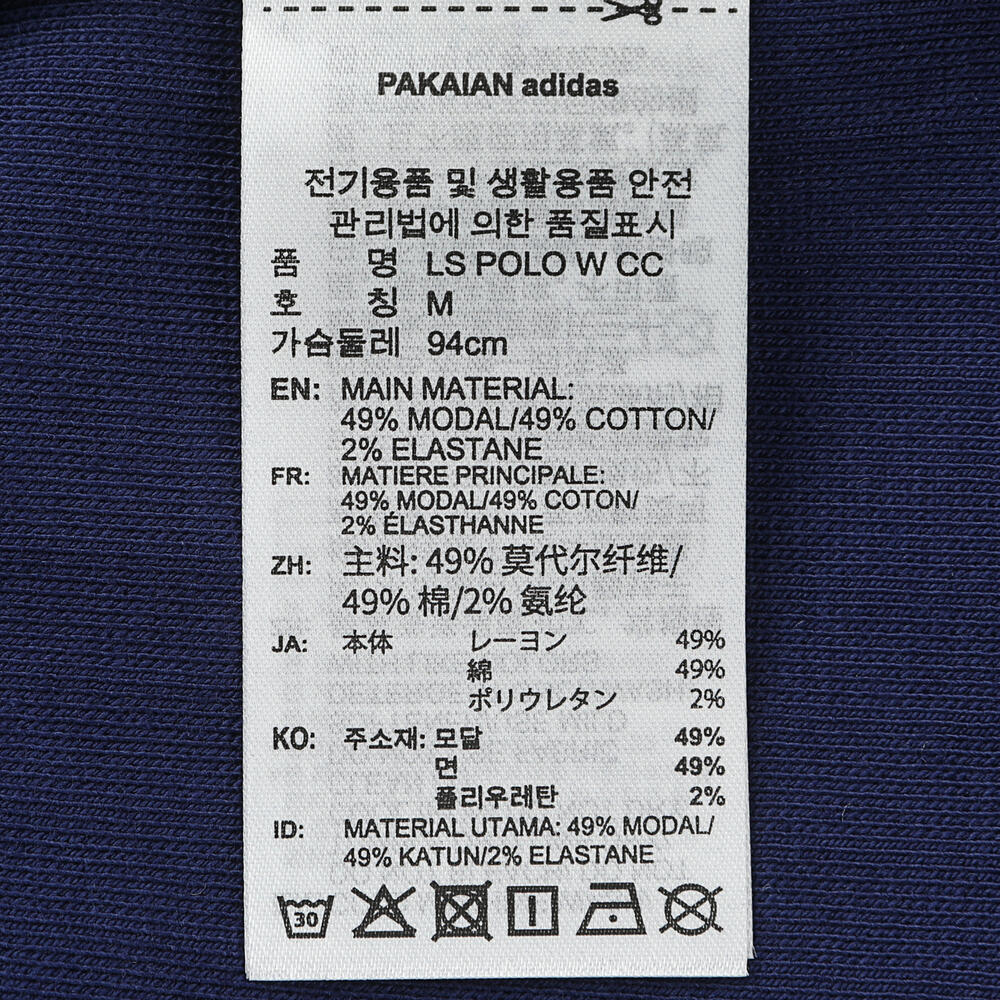 PAKAIAN adidas
전기용품 및 생활용품 안전
관리법에 의한 품질표시
품 명 LS POLO W CC
호 칭 M
가슴둘레 94cm
EN: MAIN MATERIAL:
49% MODAL/49% COTTON/
2% ELASTANE
FR: MATIERE PRINCIPALE:
49% MODAL/49% COTON/
2% ÉLASTHANNE
ZH: 主料: 49% 莫代尔纤维/
49% 棉/2% 氨纶
JA: 本体 レーヨン 49%
綿 49%
ポリウレタン 2%
KO: 주소재: 모달 49%
면 49%
폴리우레탄 2%
ID: MATERIAL UTAMA: 49% MODAL/
49% KATUN/2% ELASTANE
30